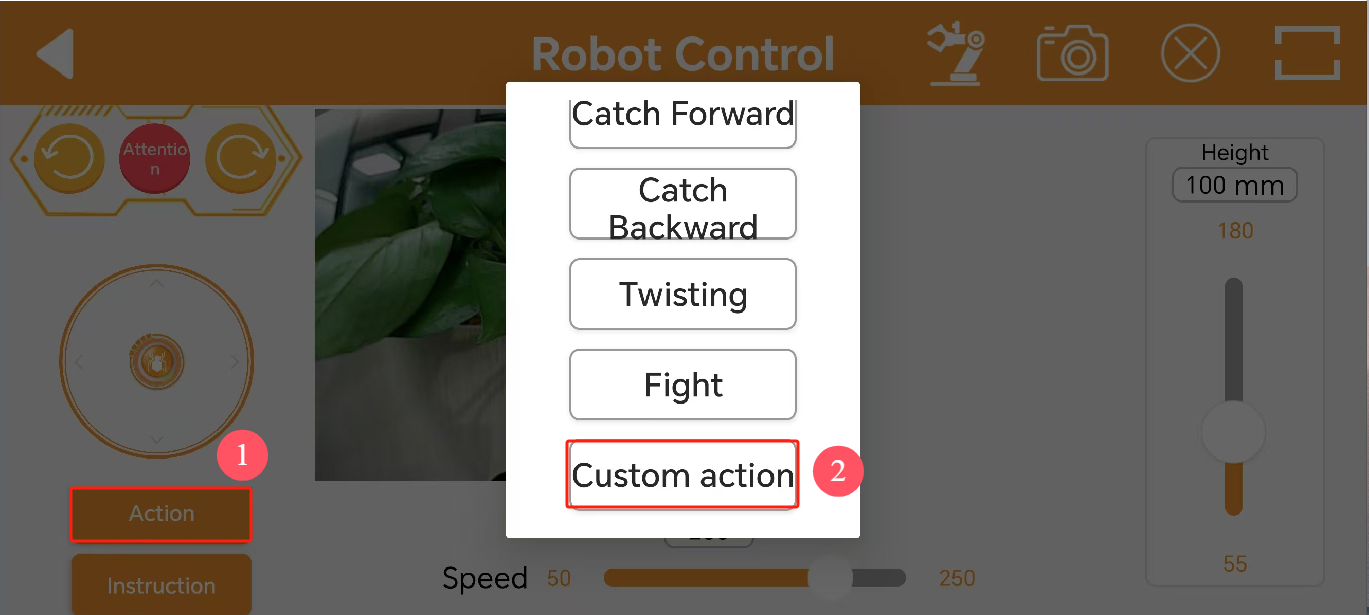 Robot Control
Attentio
n
Catch Forward
Catch
Backward
Twisting
Fight
Custom action
1
2
Action
Instruction
Height
100 mm
180
55
Speed
50
250